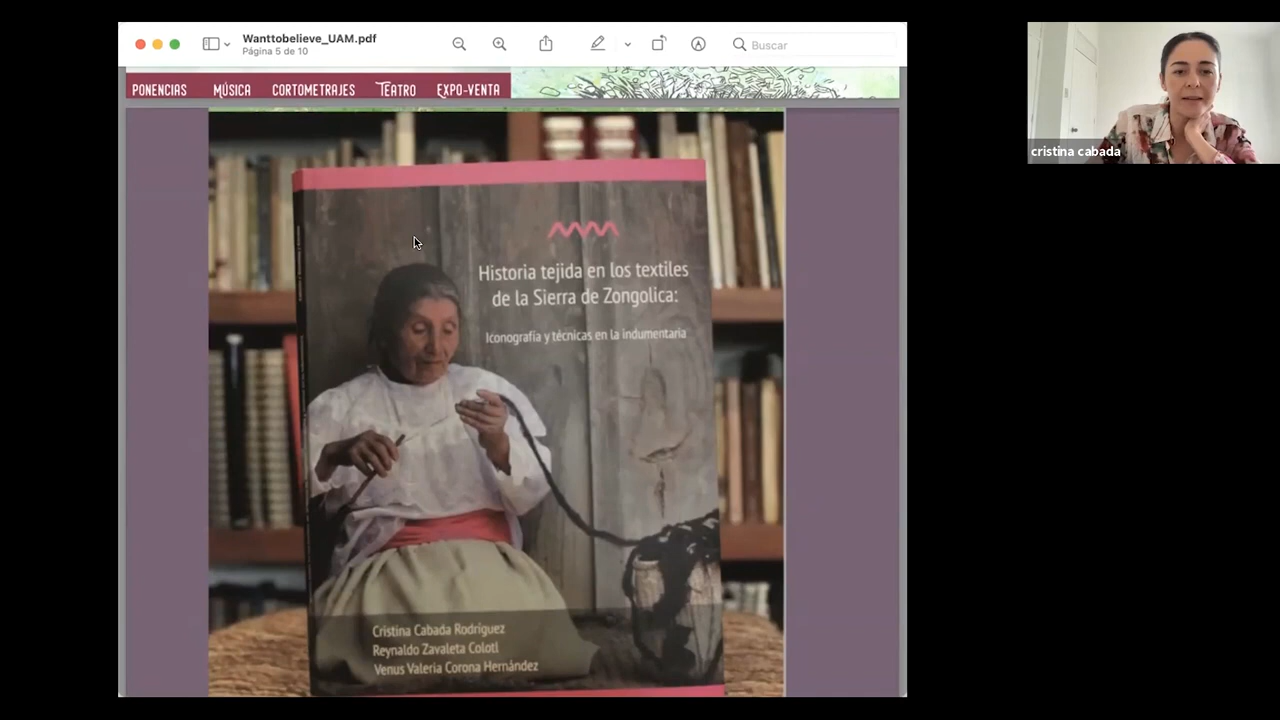 Wanttobelieve_UAM.pdf
Página 5 de 10
Buscar
PONENCIAS MÚSICA CORTOMETRAJES TEATRO EXPO-VENTA
cristina cabada
Historia tejida en los textiles
de la Sierra de Zongolica:
Iconografía y técnicas en la indumentaria
Cristina Cabada Rodríguez
Reynaldo Zavaleta Colotl
Venus Valeria Corona Hernández